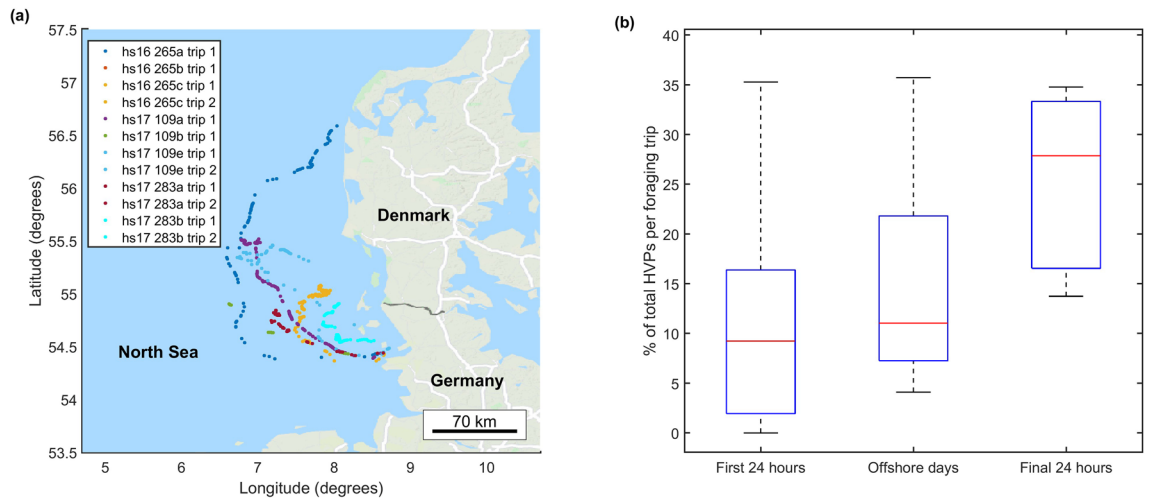 (a)
57.5
57
56.5
56
55.5
55
54.5
54
53.5
Latitude (degrees)
hs16 265a trip 1
hs16 265b trip 1
hs16 265c trip 1
hs16 265c trip 2
hs17 109a trip 1
hs17 109b trip 1
hs17 109e trip 1
hs17 109e trip 2
hs17 283a trip 1
hs17 283a trip 2
hs17 283b trip 1
hs17 283b trip 2
Denmark
North Sea
Germany
70 km
5 6 7 8 9 10
Longitude (degrees)
(b)
40
35
30
25
20
15
10
5
0
% of total HVPs per foraging trip
First 24 hours Offshore days Final 24 hours